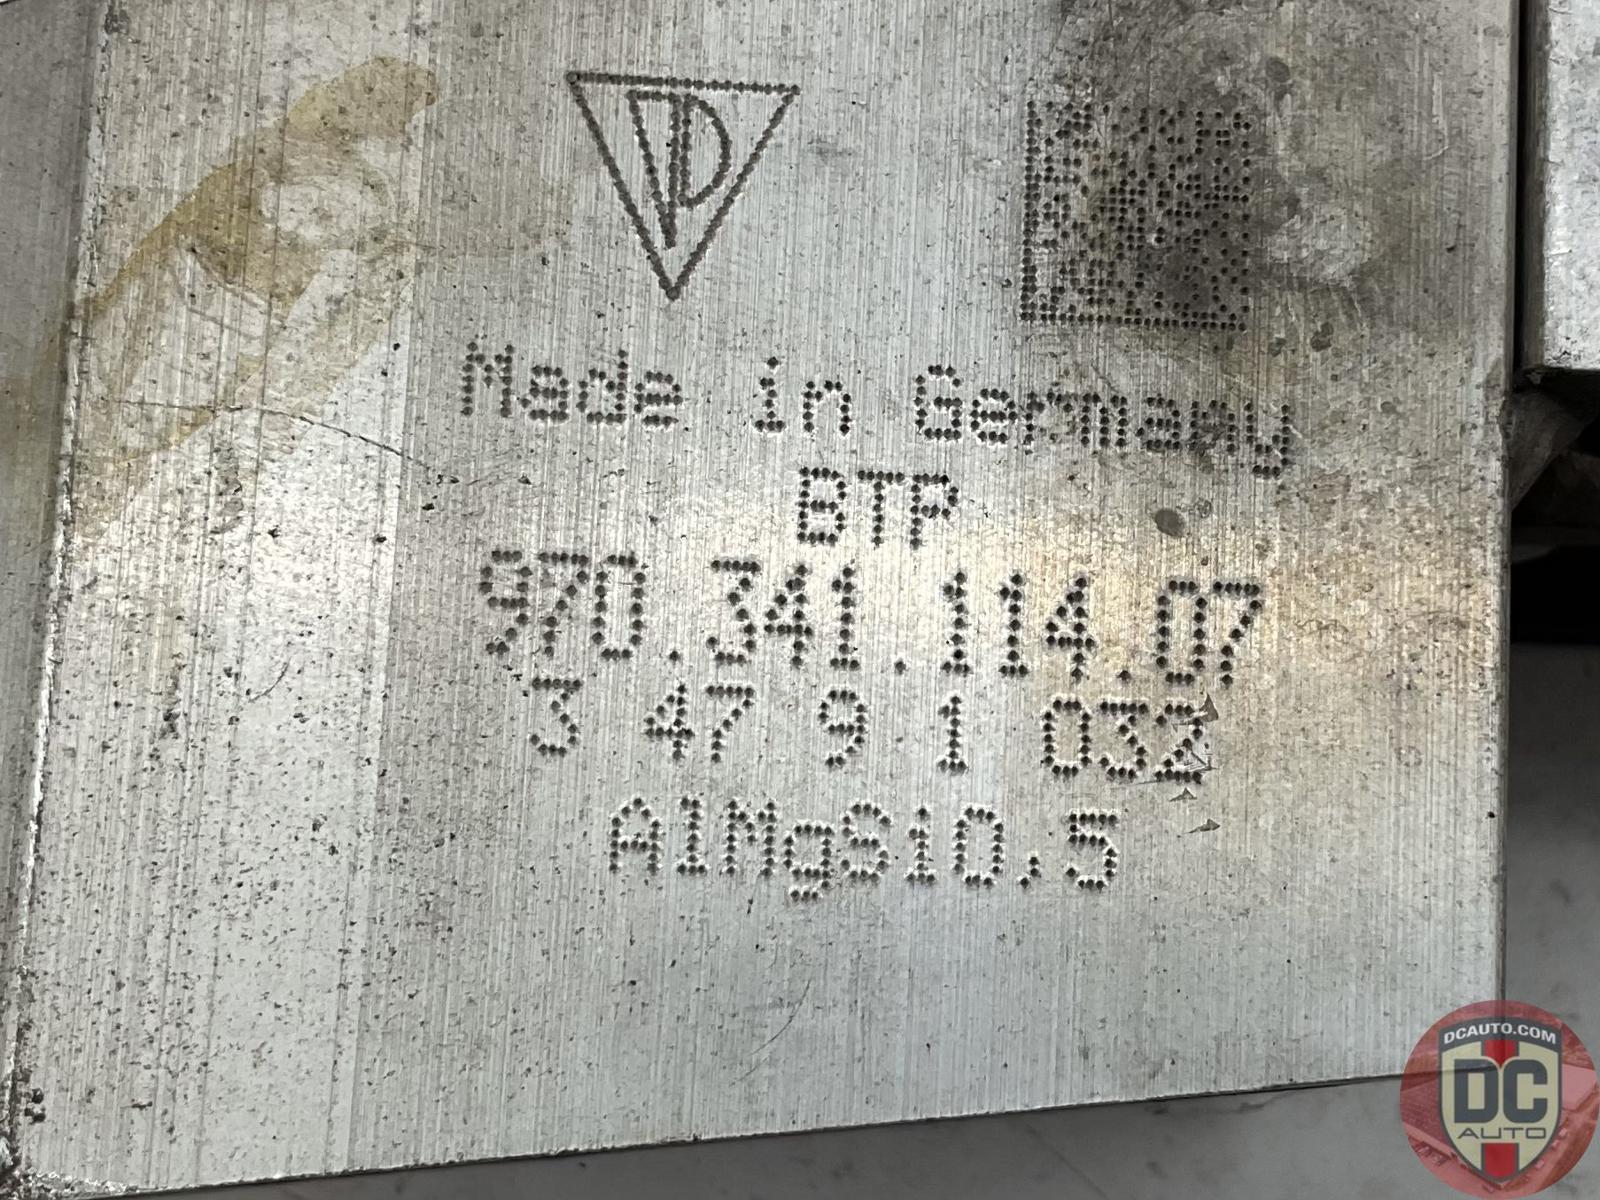 Made in Germany
BTP
970.341.114.07
3 47 9 1 032
AlMgSi0,5
DCAUTO.COM
DC
AUTO